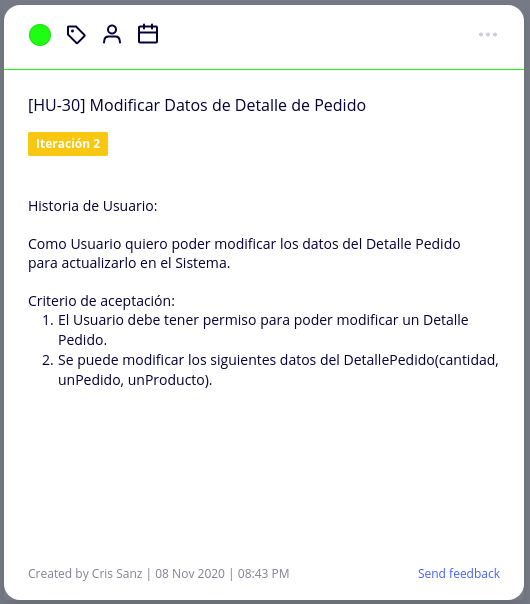 [HU-30] Modificar Datos de Detalle de Pedido
Iteración 2
Historia de Usuario:
Como Usuario quiero poder modificar los datos del Detalle Pedido
para actualizarlo en el Sistema.
Criterio de aceptación:
1. El Usuario debe tener permiso para poder modificar un Detalle
Pedido.
2. Se puede modificar los siguientes datos del DetallePedido(cantidad,
unPedido, unProducto).
Created by Cris Sanz | 08 Nov 2020 | 08:43 PM
Send feedback